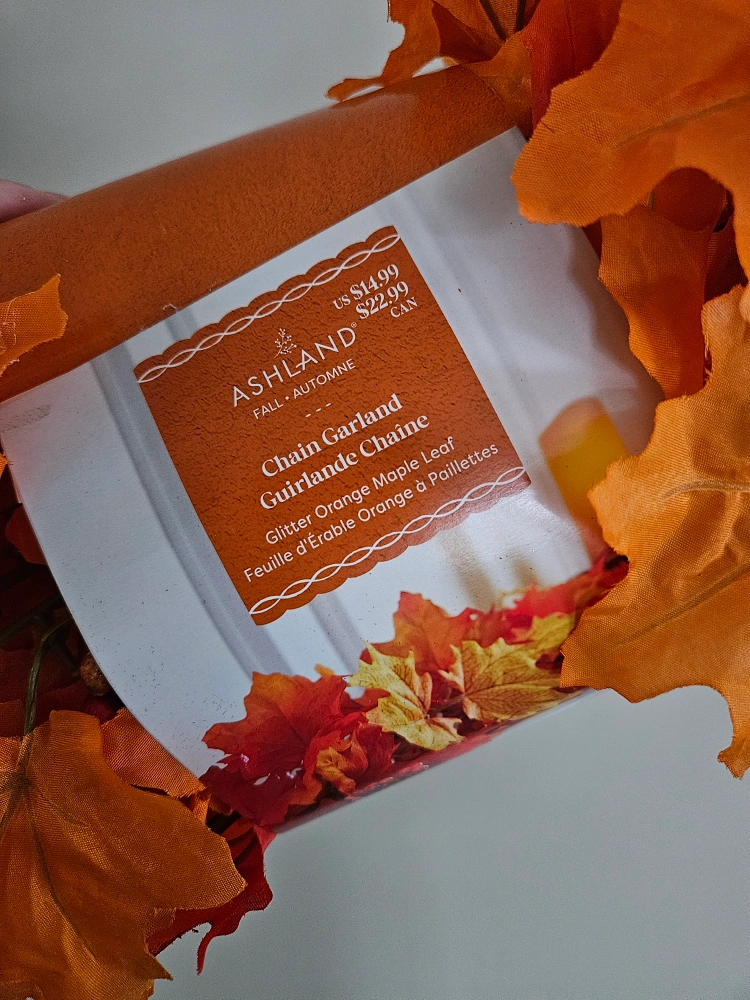 US $14.99
$22.99
CAN
ASHLAND®
FALL • AUTOMNE
---
Chain Garland
Guirlande Chaîne
Glitter Orange Maple Leaf
Feuille d'Érable Orange à Paillettes